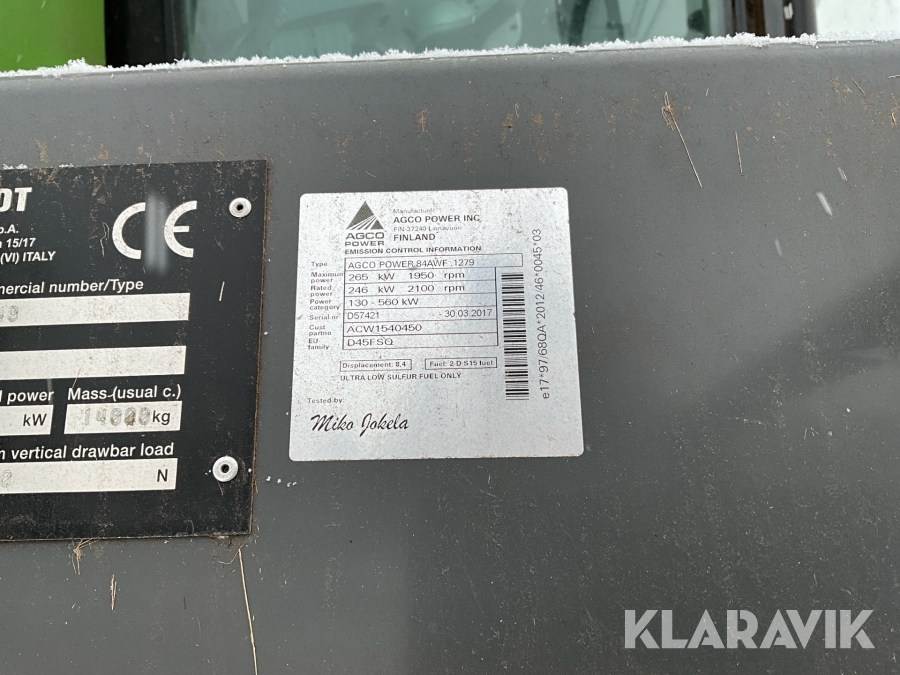 DT
.p.A.
15/17
(VI) ITALY
CE
mercial number/Type
power
Mass (usual c.)
kW
kg
vertical drawbar load
N
AGCO
POWER
Manufacturer
AGCO POWER INC
FIN-37240 Linnavuori
FINLAND
EMISSION CONTROL INFORMATION
Type AGCO POWER 84AWF .1279
Maximum power 265 kW 1950 rpm
Rated power 246 kW 2100 rpm
Power category 130 - 560 kW
Serial nr D57421 - 30.03.2017
Cust partno ACW1540450
EU family D45FSQ
Displacement: 8,4 Fuel: 2-D S15 fuel
ULTRA LOW SULFUR FUEL ONLY
Tested by:
Miko Jokela
e17*97/68QA*2012/46*0045*03
KLARAVIK